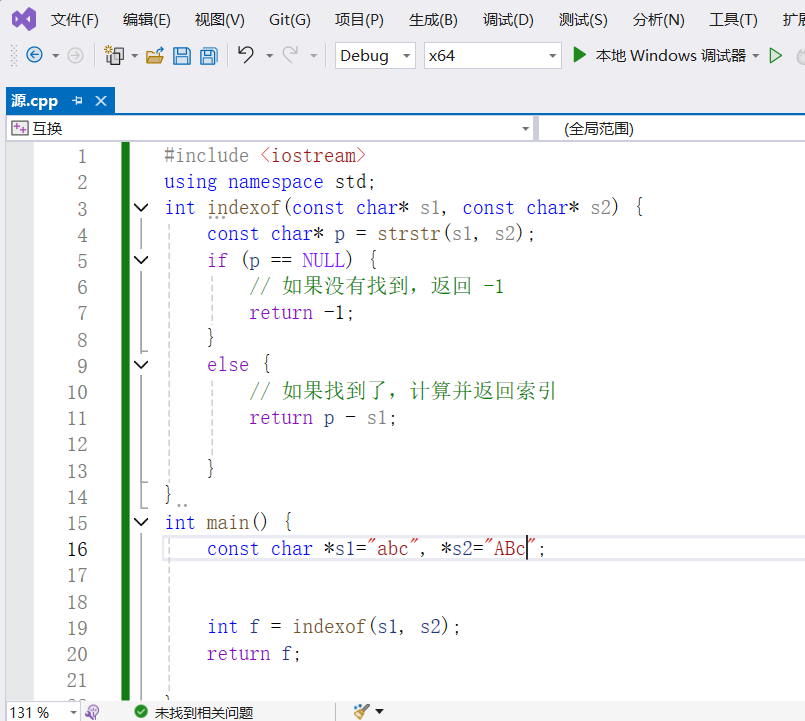 文件(F) 编辑(E) 视图(V) Git(G) 项目(P) 生成(B) 调试(D) 测试(S) 分析(N) 工具(T) 扩
Debug x64 本地 Windows 调试器
源.cpp
互换 (全局范围)
1 #include <iostream>
2 using namespace std;
3 int indexof(const char* s1, const char* s2) {
4 const char* p = strstr(s1, s2);
5 if (p == NULL) {
6 // 如果没有找到，返回 -1
7 return -1;
8 }
9 else {
10 // 如果找到了，计算并返回索引
11 return p - s1;
12
13 }
14 }
15 int main() {
16 const char *s1="abc", *s2="ABc";
17
18
19 int f = indexof(s1, s2);
20 return f;
21
131 % 未找到相关问题